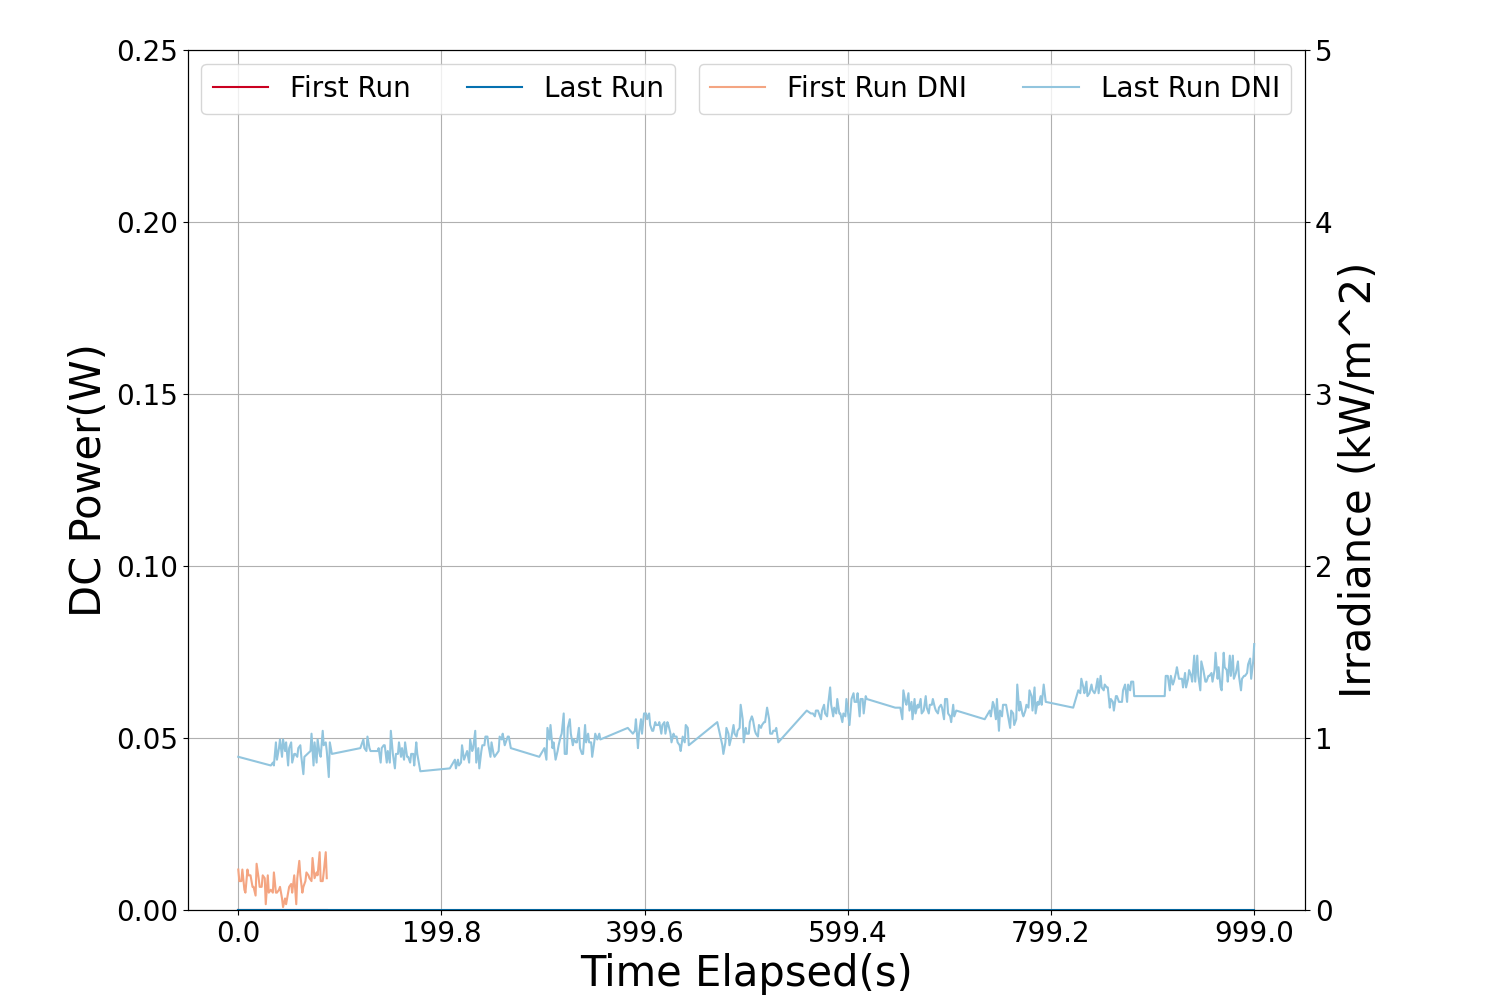 First Run
Last Run
First Run DNI
Last Run DNI
DC Power(W)
0.25
0.20
0.15
0.10
0.05
0.00
5
4
3
2
1
0
Irradiance (kW/m^2)
0.0
199.8
399.6
599.4
799.2
999.0
Time Elapsed(s)